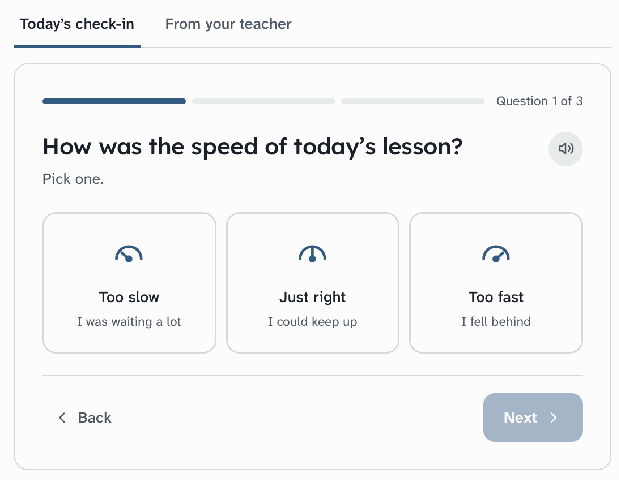 Today’s check-in
From your teacher
Question 1 of 3
How was the speed of today’s lesson?
Pick one.
Too slow
I was waiting a lot
Just right
I could keep up
Too fast
I fell behind
Back
Next